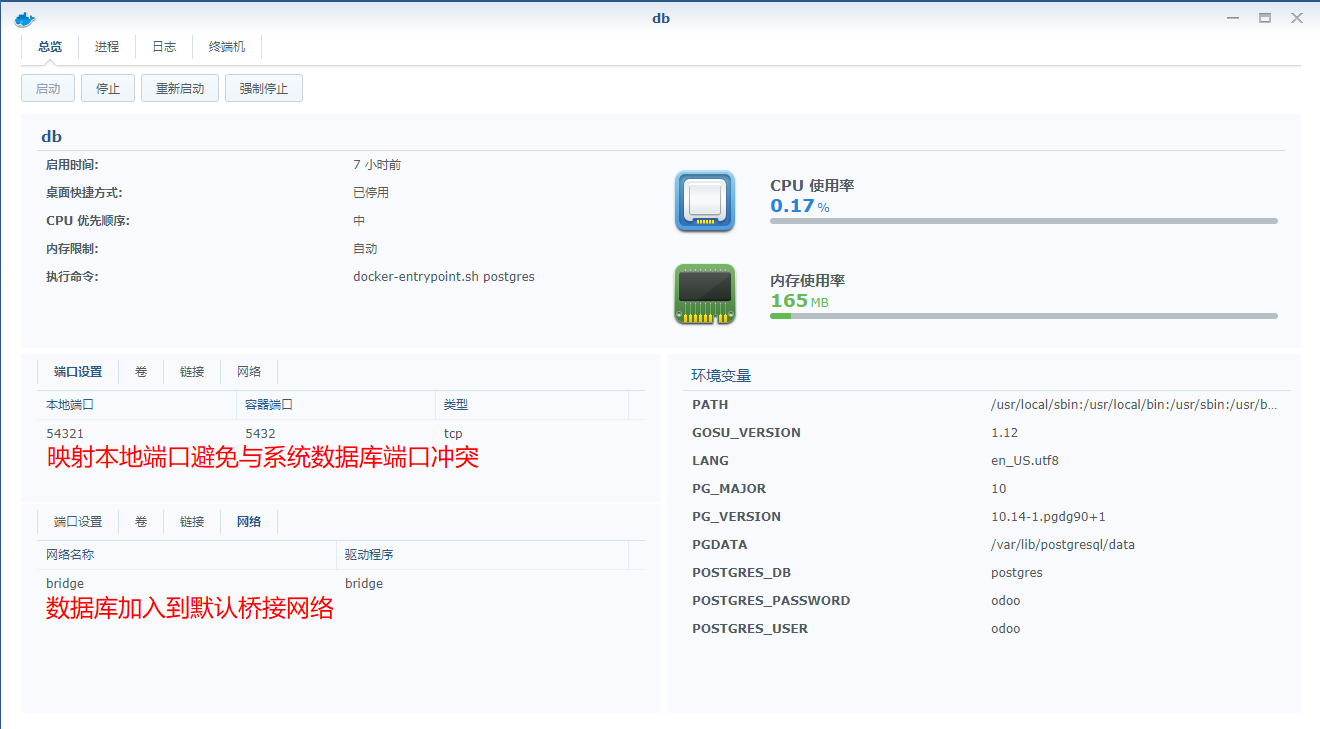 db
总览 进程 日志 终端机
启动 停止 重新启动 强制停止
db
启用时间: 7 小时前
桌面快捷方式: 已停用
CPU 优先顺序: 中
内存限制: 自动
执行命令: docker-entrypoint.sh postgres
CPU 使用率
0.17 %
内存使用率
165 MB
端口设置 卷 链接 网络
本地端口 容器端口 类型
54321 5432 tcp
映射本地端口避免与系统数据库端口冲突
端口设置 卷 链接 网络
网络名称 驱动程序
bridge bridge
数据库加入到默认桥接网络
环境变量
PATH /usr/local/sbin:/usr/local/bin:/usr/sbin:/usr/b...
GOSU_VERSION 1.12
LANG en_US.utf8
PG_MAJOR 10
PG_VERSION 10.14-1.pgdg90+1
PGDATA /var/lib/postgresql/data
POSTGRES_DB postgres
POSTGRES_PASSWORD odoo
POSTGRES_USER odoo